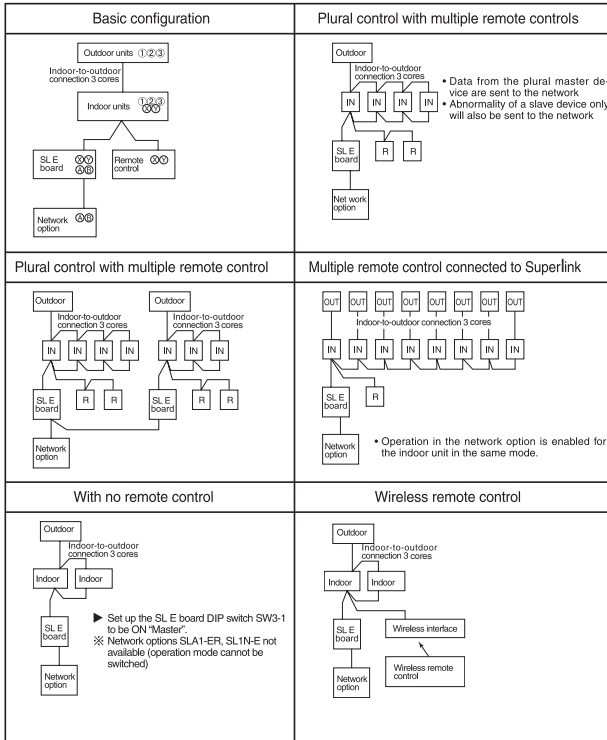 Basic configuration
Outdoor units ①②③
Indoor-to-outdoor
connection 3 cores
Indoor units ①②③
ⓍⓎ
SL E
board
ⓍⓎ
ⒶⒷ
Remote
control
ⓍⓎ
Network
option
ⒶⒷ
Plural control with multiple remote controls
Outdoor
Indoor-to-outdoor
connection 3 cores
IN IN IN IN
SL E
board
R R
Net work
option
• Data from the plural master de-
vice are sent to the network
• Abnormality of a slave device only
will also be sent to the network
Plural control with multiple remote control
Outdoor Outdoor
Indoor-to-outdoor
connection 3 cores
Indoor-to-outdoor
connection 3 cores
IN IN IN IN IN IN IN IN
SL E
board
R R
SL E
board
R R
Network
option
Multiple remote control connected to Superlink
OUT OUT OUT OUT OUT OUT OUT OUT
Indoor-to-outdoor connection 3 cores
IN IN IN IN IN IN IN IN
SL E
board
R
Network
option
• Operation in the network option is enabled for
the indoor unit in the same mode.
With no remote control
Outdoor
Indoor-to-outdoor
connection 3 cores
Indoor Indoor
SL E
board
Network
option
▶ Set up the SL E board DIP switch SW3-1
to be ON “Master”.
※ Network options SLA1-ER, SL1N-E not
available (operation mode cannot be
switched)
Wireless remote control
Outdoor
Indoor-to-outdoor
connection 3 cores
Indoor Indoor
SL E
board
Wireless interface
Network
option
Wireless remote
control